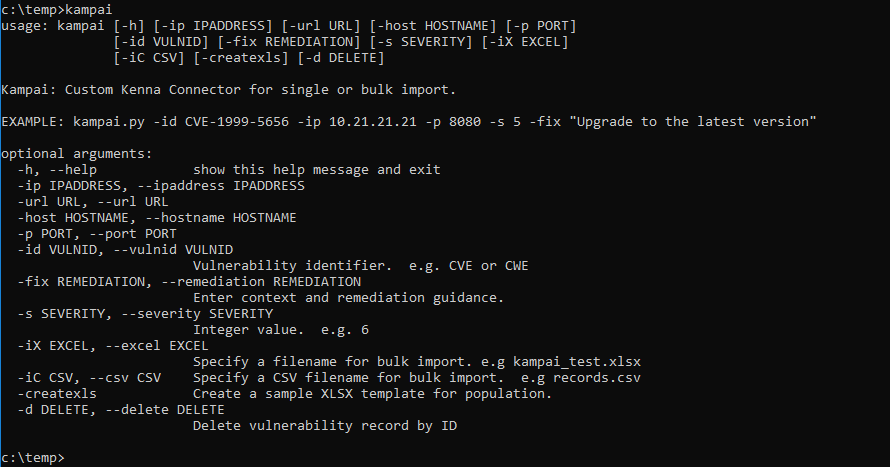 c:\temp>kampai
usage: kampai [-h] [-ip IPADDRESS] [-url URL] [-host HOSTNAME] [-p PORT]
              [-id VULNID] [-fix REMEDIATION] [-s SEVERITY] [-iX EXCEL]
              [-iC CSV] [-createxls] [-d DELETE]
Kampai: Custom Kenna Connector for single or bulk import.
EXAMPLE: kampai.py -id CVE-1999-5656 -ip 10.21.21.21 -p 8080 -s 5 -fix "Upgrade to the latest version"
optional arguments:
  -h, --help            show this help message and exit
  -ip IPADDRESS, --ipaddress IPADDRESS
  -url URL, --url URL
  -host HOSTNAME, --hostname HOSTNAME
  -p PORT, --port PORT
  -id VULNID, --vulnid VULNID
                        Vulnerability identifier.  e.g. CVE or CWE
  -fix REMEDIATION, --remediation REMEDIATION
                        Enter context and remediation guidance.
  -s SEVERITY, --severity SEVERITY
                        Integer value.  e.g. 6
  -iX EXCEL, --excel EXCEL
                        Specify a filename for bulk import. e.g kampai_test.xlsx
  -iC CSV, --csv CSV    Specify a CSV filename for bulk import.  e.g records.csv
  -createxls            Create a sample XLSX template for population.
  -d DELETE, --delete DELETE
                        Delete vulnerability record by ID
c:\temp>